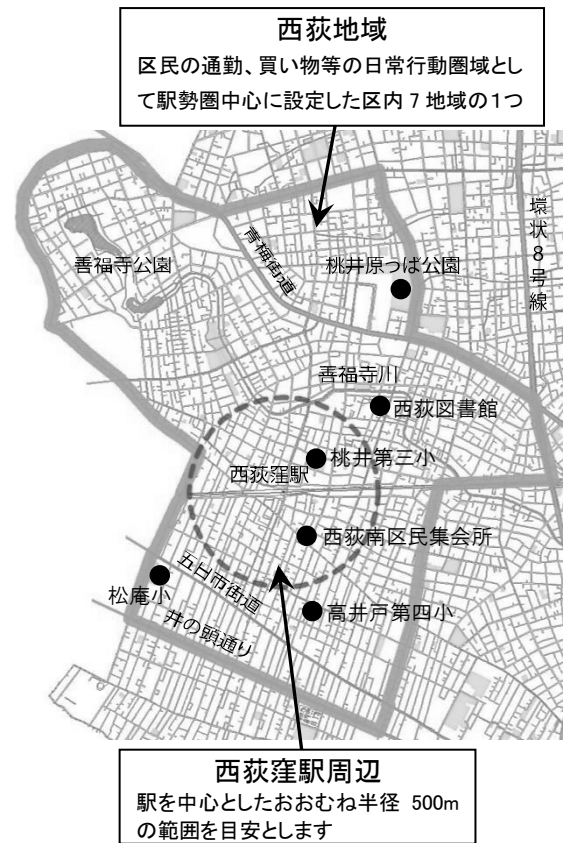 西荻地域
区民の通勤、買い物等の日常行動圏域とし
て駅勢圏中心に設定した区内7地域の1つ
環状8号線
青梅街道
善福寺公園
桃井原っぱ公園
善福寺川
西荻図書館
桃井第三小
西荻窪駅
西荻南区民集会所
五日市街道
松庵小
高井戸第四小
井の頭通り
西荻窪駅周辺
駅を中心としたおおむね半径 500m
の範囲を目安とします